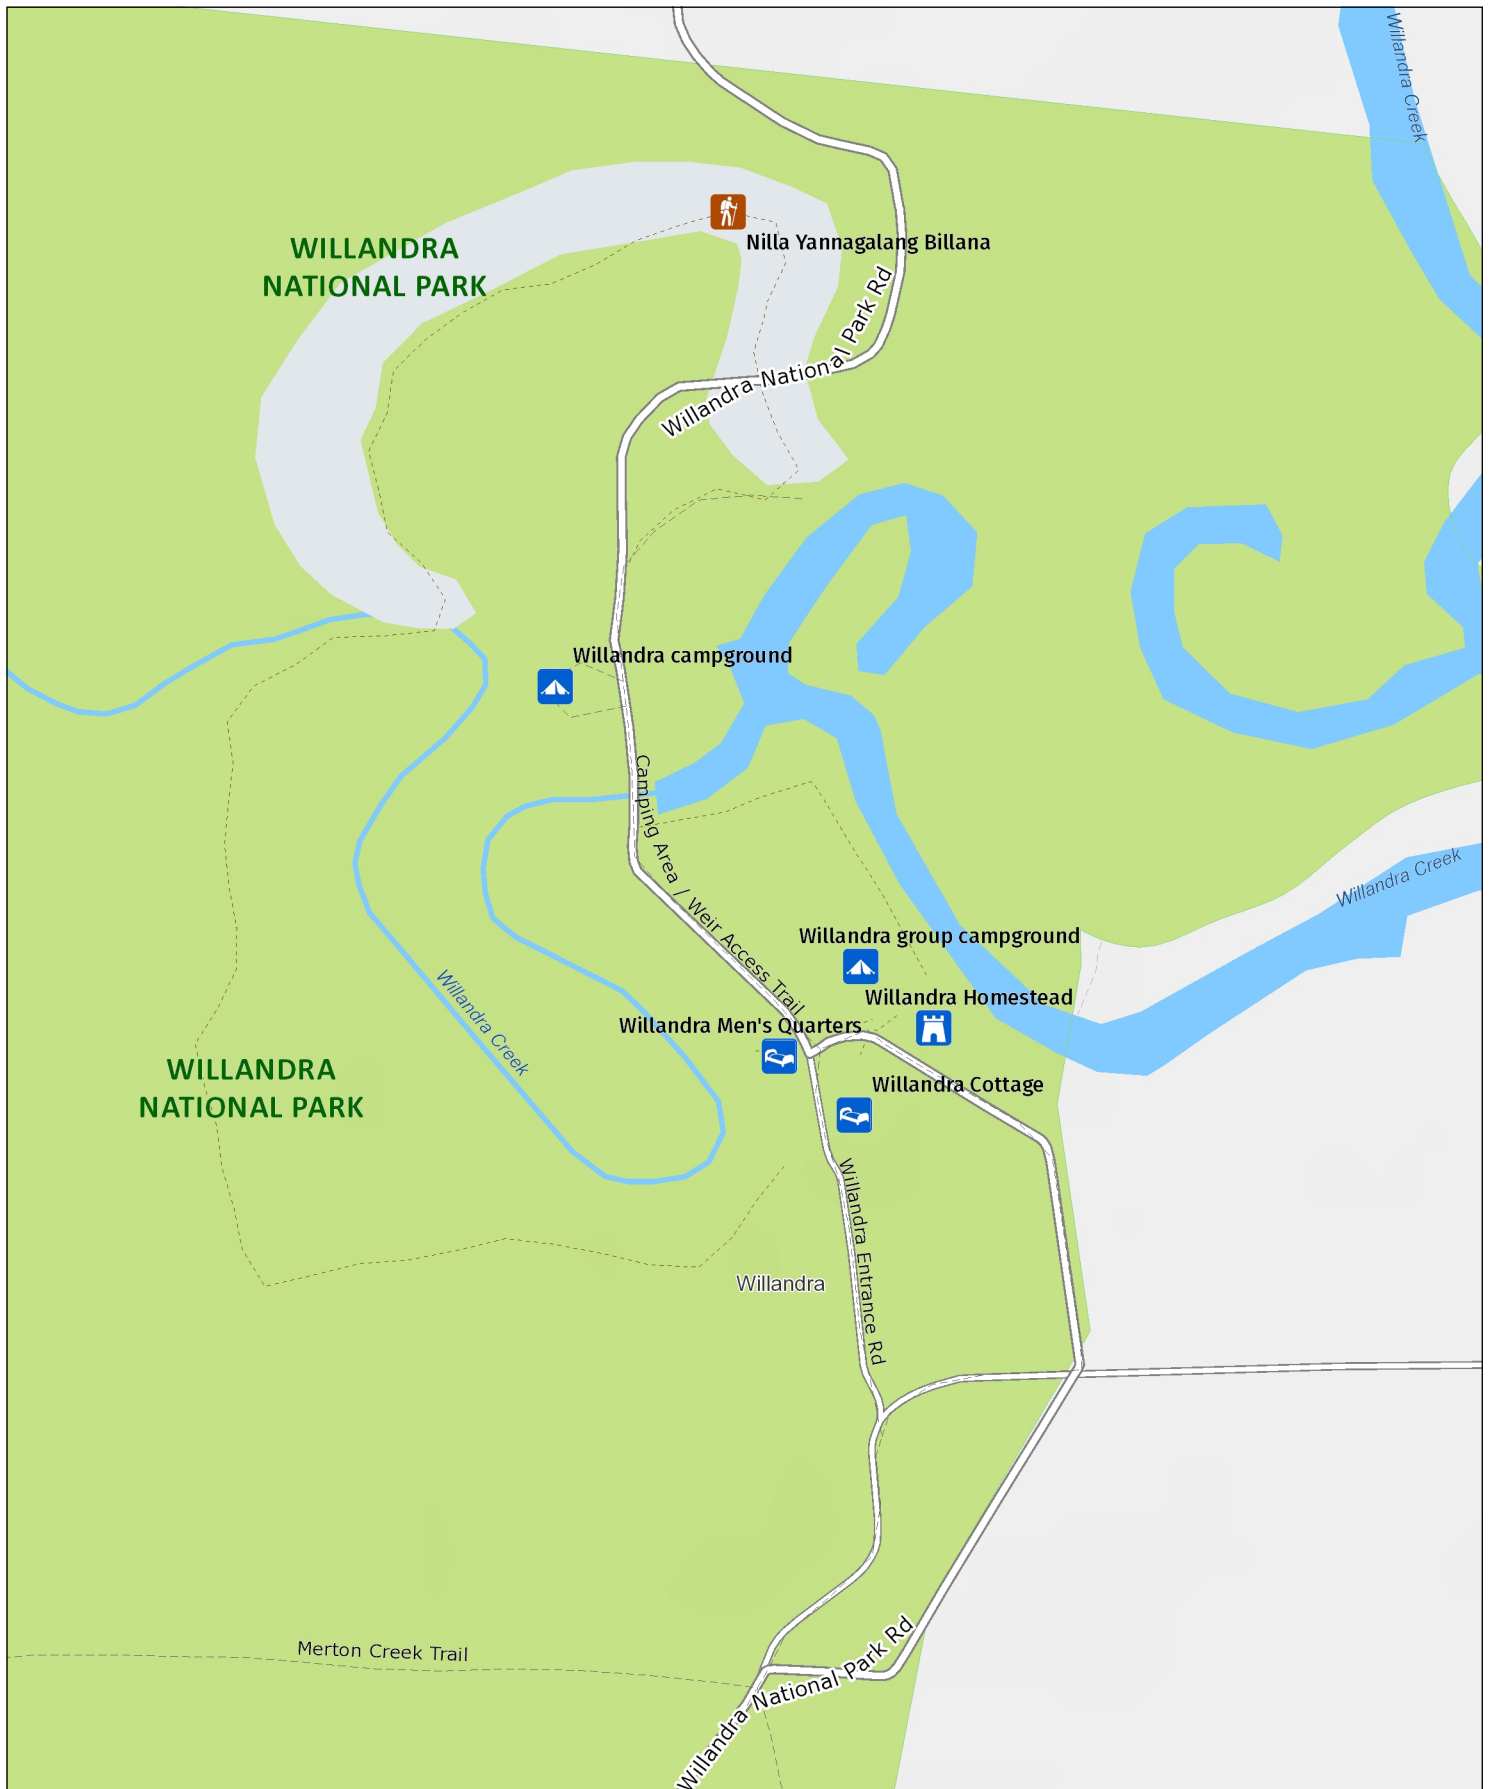 Willandra Creek
WILLANDRA
NATIONAL PARK
Nilla Yannagalang Billana
Willandra National Park Rd
Willandra campground
Camping Area / Weir Access Trail
Willandra Creek
Willandra group campground
Willandra Creek
Willandra Homestead
Willandra Men's Quarters
WILLANDRA
NATIONAL PARK
Willandra Cottage
Willandra Entrance Rd
Willandra
Merton Creek Trail
Willandra National Park Rd